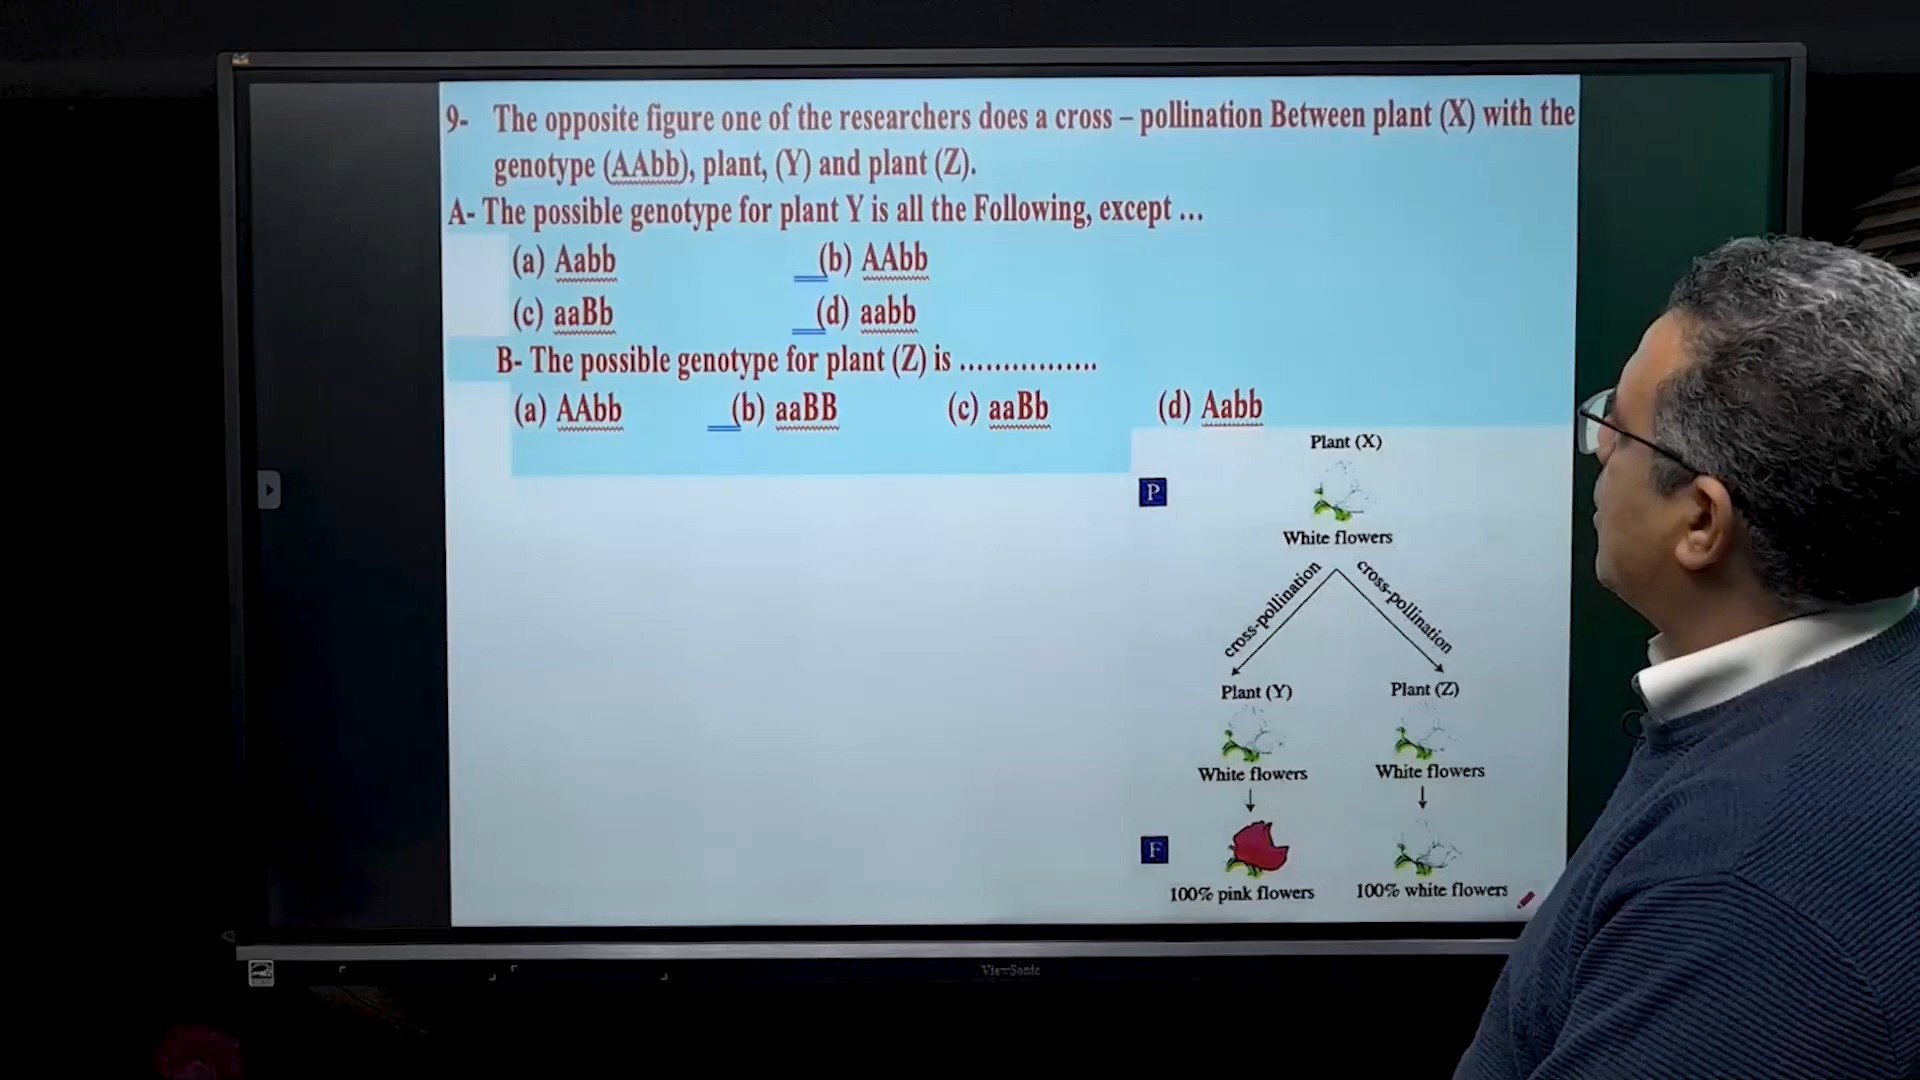 9- The opposite figure one of the researchers does a cross – pollination Between plant (X) with the
genotype (AAbb), plant, (Y) and plant (Z).
A- The possible genotype for plant Y is all the Following, except ...
(a) Aabb (b) AAbb
(c) aaBb (d) aabb
B- The possible genotype for plant (Z) is ................
(a) AAbb (b) aaBB (c) aaBb (d) Aabb
Plant (X)
P
White flowers
cross-pollination cross-pollination
Plant (Y) Plant (Z)
White flowers White flowers
F
100% pink flowers 100% white flowers
ViewSonic